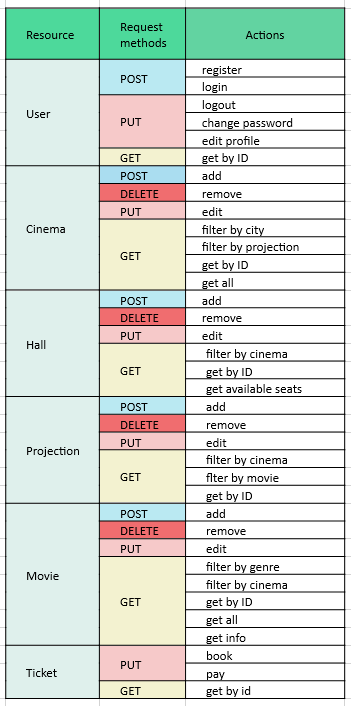 Resource Request methods Actions
User POST register
login
PUT logout
change password
edit profile
GET get by ID
Cinema POST add
DELETE remove
PUT edit
GET filter by city
filter by projection
get by ID
get all
Hall POST add
DELETE remove
PUT edit
GET filter by cinema
get by ID
get available seats
Projection POST add
DELETE remove
PUT edit
GET filter by cinema
flter by movie
get by ID
Movie POST add
DELETE remove
PUT edit
GET filter by genre
filter by cinema
get by ID
get all
get info
Ticket PUT book
pay
GET get by id